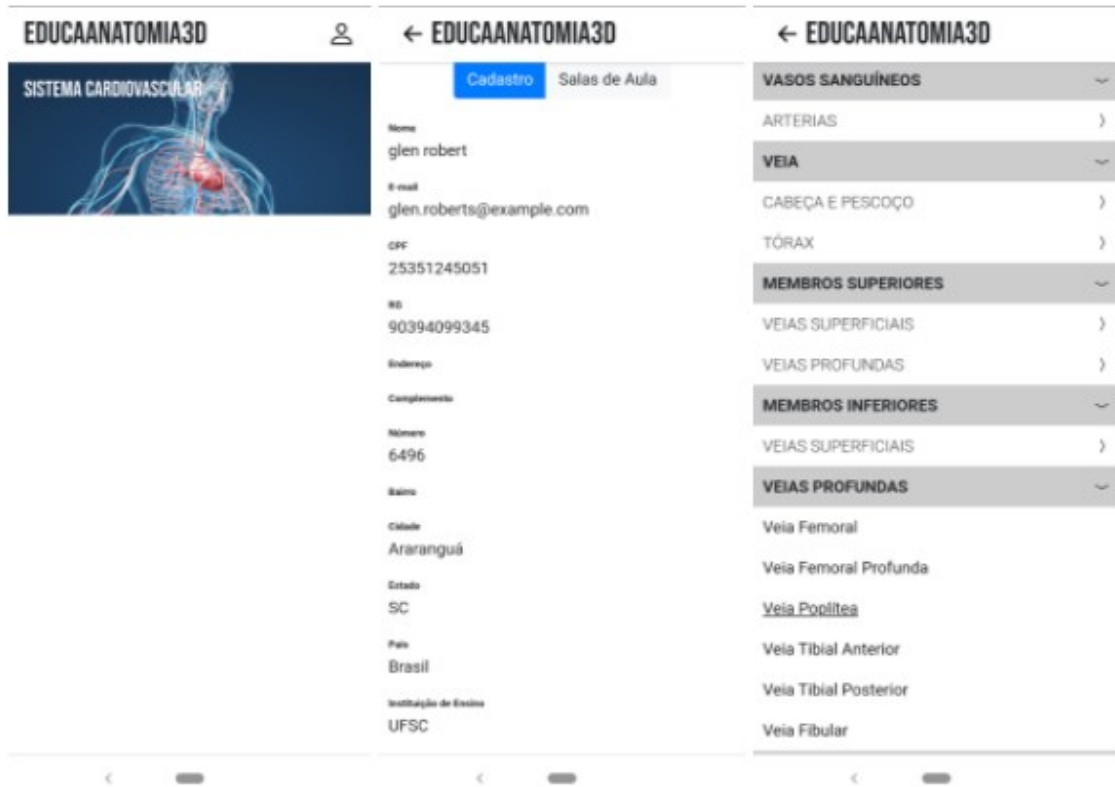 EDUCAANATOMIA3D
SISTEMA CARDIOVASCULAR
← EDUCAANATOMIA3D
Cadastro Salas de Aula
Nome
glen robert
E-mail
glen.roberts@example.com
CPF
25351245051
RG
90394099345
Endereço
Complemento
Número
6496
Bairro
Cidade
Araranguá
Estado
SC
País
Brasil
Instituição de Ensino
UFSC
← EDUCAANATOMIA3D
VASOS SANGUÍNEOS
ARTERIAS
VEIA
CABEÇA E PESCOÇO
TÓRAX
MEMBROS SUPERIORES
VEIAS SUPERFICIAIS
VEIAS PROFUNDAS
MEMBROS INFERIORES
VEIAS SUPERFICIAIS
VEIAS PROFUNDAS
Veia Femoral
Veia Femoral Profunda
Veia Poplítea
Veia Tibial Anterior
Veia Tibial Posterior
Veia Fibular